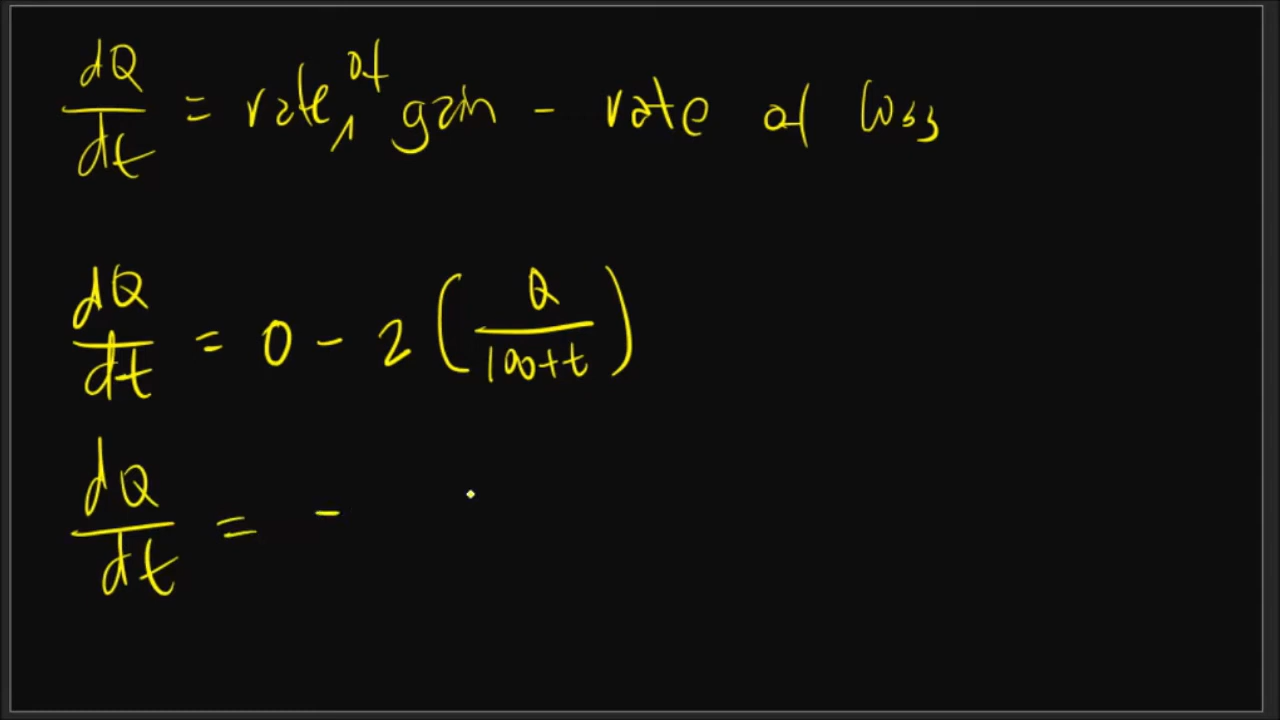 dQ/dt = rate of gain - rate of loss
dQ/dt = 0 - 2 (Q/(100+t))
dQ/dt = -